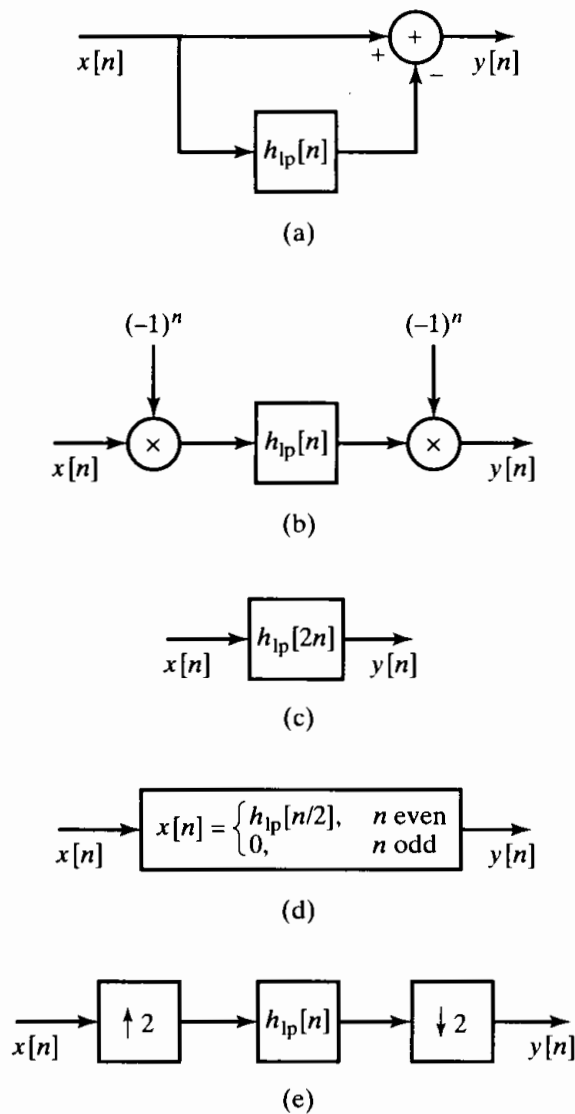 x[n] + + − y[n]
h_lp[n]
(a)
(−1)^n (−1)^n
x[n] × h_lp[n] × y[n]
(b)
x[n] h_lp[2n] y[n]
(c)
x[n] x[n] = { h_lp[n/2], n even
0, n odd y[n]
(d)
x[n] ↑2 h_lp[n] ↓2 y[n]
(e)